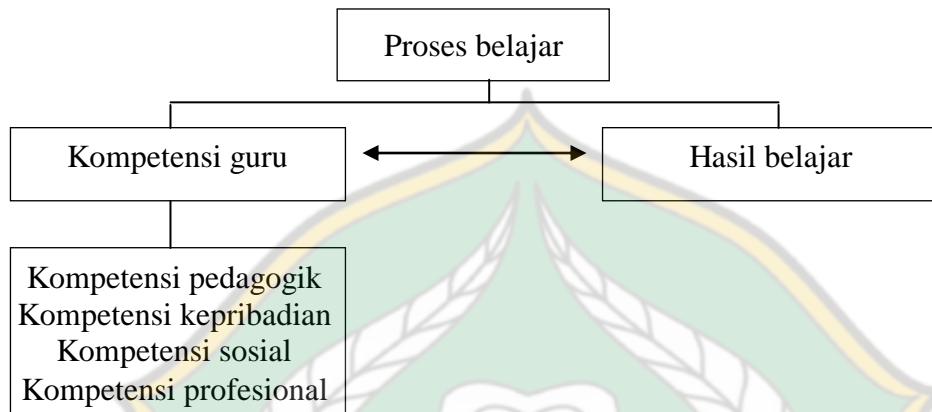 Proses belajar
Kompetensi guru
Hasil belajar
Kompetensi pedagogik
Kompetensi kepribadian
Kompetensi sosial
Kompetensi profesional